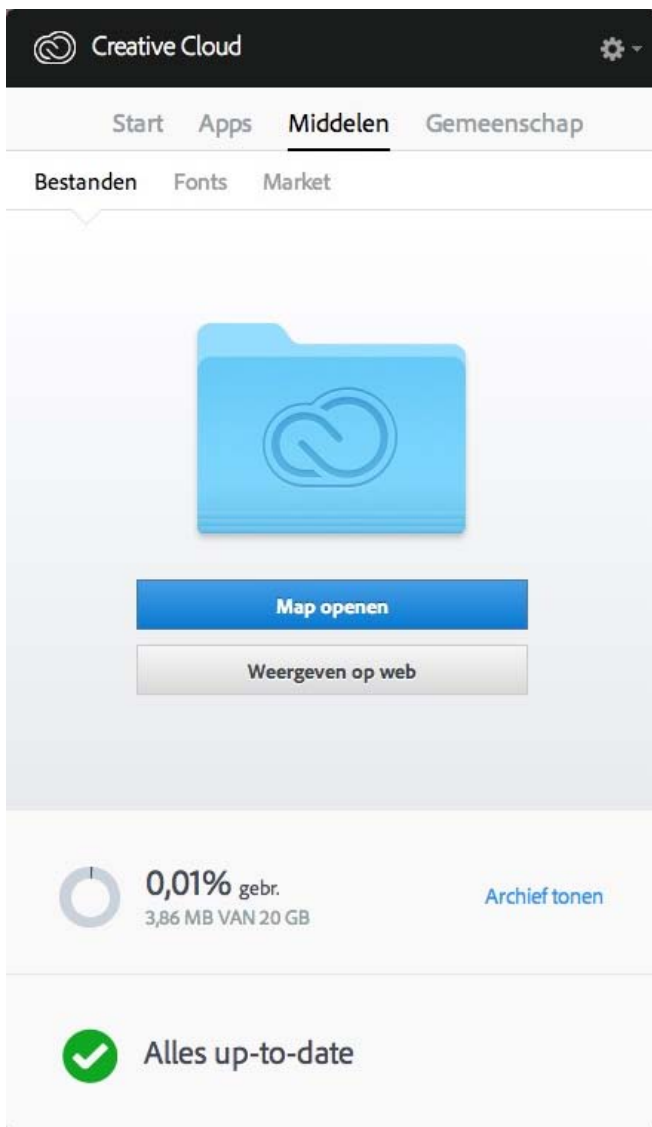 Creative Cloud
Start Apps Middelen Gemeenschap
Bestanden Fonts Market
Map openen
Weergeven op web
0,01% gebr.
3,86 MB VAN 20 GB
Archief tonen
Alles up-to-date